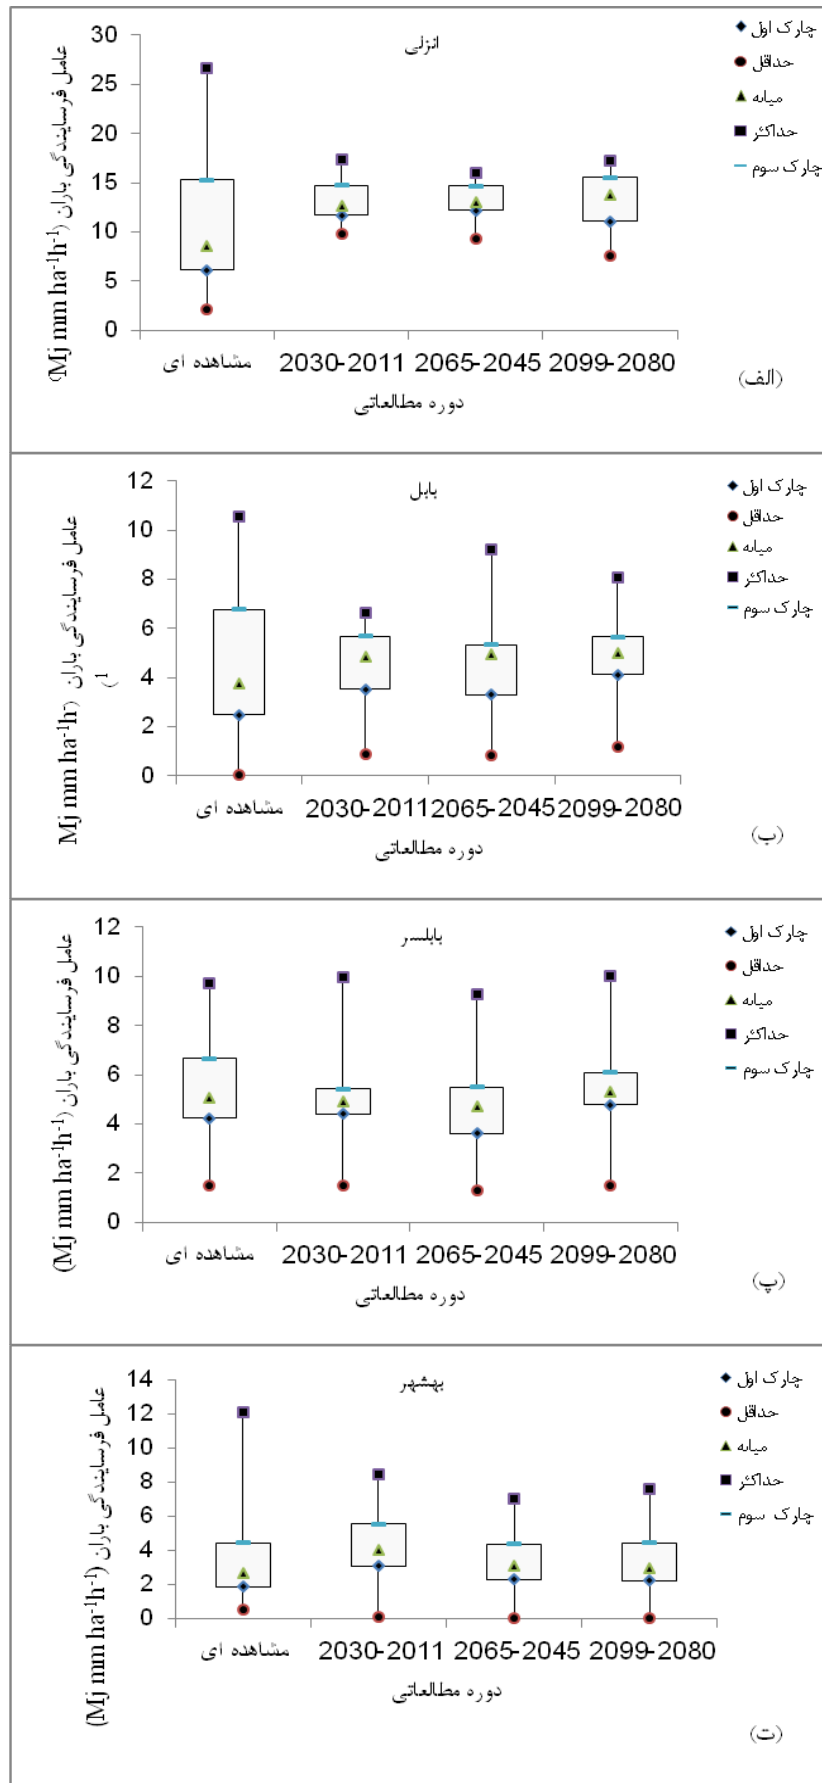 انزلی
عامل فرسایندگی باران (Mj mm ha⁻¹h⁻¹)
30
25
20
15
10
5
0
مشاهده ای 2030-2011 2065-2045 2099-2080
دوره مطالعاتی
چارک اول
حداقل
میانه
حداکثر
چارک سوم
(الف)
بابل
عامل فرسایندگی باران (Mj mm ha⁻¹h⁻
¹)
12
10
8
6
4
2
0
مشاهده ای 2030-2011 2065-2045 2099-2080
دوره مطالعاتی
چارک اول
حداقل
میانه
حداکثر
چارک سوم
(ب)
بابلسر
عامل فرسایندگی باران (Mj mm ha⁻¹h⁻¹)
12
10
8
6
4
2
0
مشاهده ای 2030-2011 2065-2045 2099-2080
دوره مطالعاتی
چارک اول
حداقل
میانه
حداکثر
چارک سوم
(پ)
بهشهر
عامل فرسایندگی باران (Mj mm ha⁻¹h⁻¹)
14
12
10
8
6
4
2
0
مشاهده ای 2030-2011 2065-2045 2099-2080
دوره مطالعاتی
چارک اول
حداقل
میانه
حداکثر
چارک سوم
(ت)